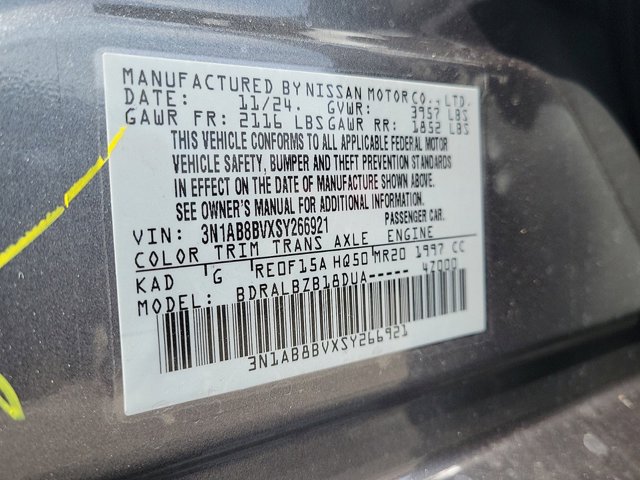 MANUFACTURED BY NISSAN MOTOR CO., LTD.
DATE: 11/24. GVWR: 3957 LBS
GAWR FR: 2116 LBS GAWR RR: 1852 LBS
THIS VEHICLE CONFORMS TO ALL APPLICABLE FEDERAL MOTOR
VEHICLE SAFETY, BUMPER AND THEFT PREVENTION STANDARDS
IN EFFECT ON THE DATE OF MANUFACTURE SHOWN ABOVE.
SEE OWNER'S MANUAL FOR ADDITIONAL INFORMATION.
VIN: 3N1AB8BVXSY266921 PASSENGER CAR.
COLOR TRIM TRANS AXLE ENGINE
KAD G RE0F15A HQ50 MR20 1997 CC
MODEL: BDRALBZB18DUA----- 4Z000
3N1AB8BVXSY266921